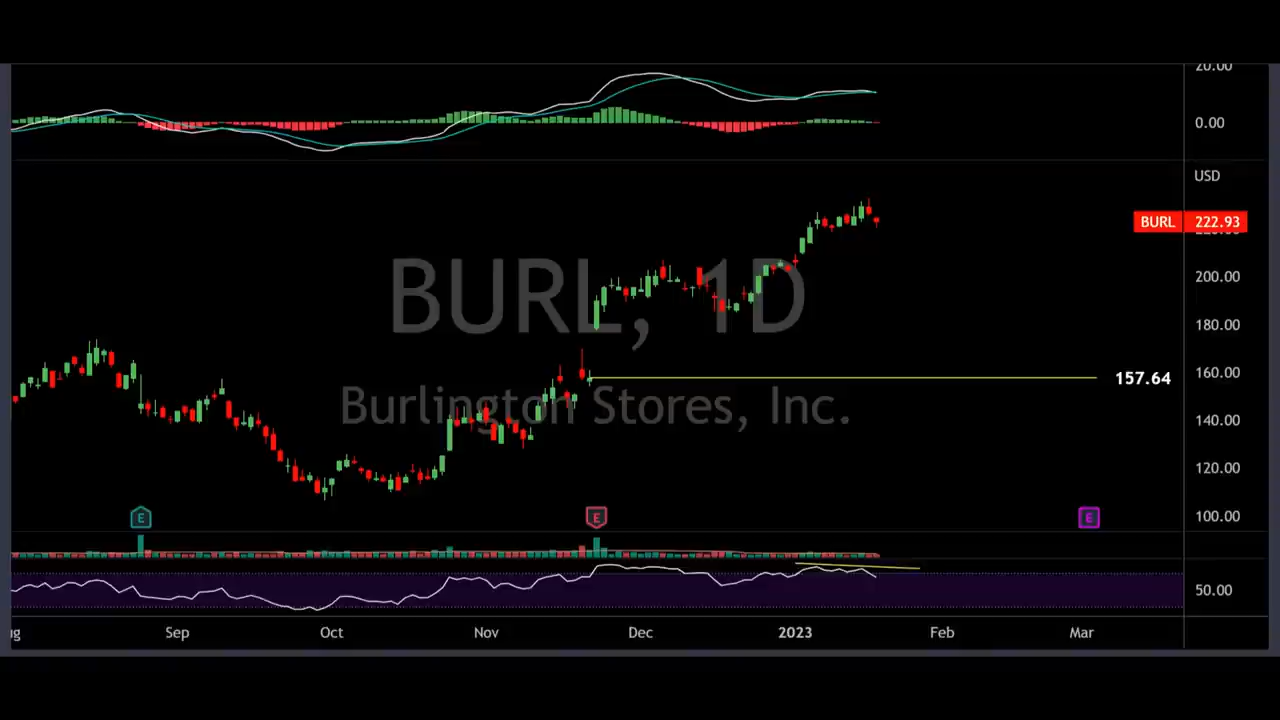 20.00
0.00
USD
BURL 222.93
200.00
BURL, 1D
180.00
160.00
157.64
Burlington Stores, Inc.
140.00
120.00
100.00
E E E
50.00
Sep Oct Nov Dec 2023 Feb Mar